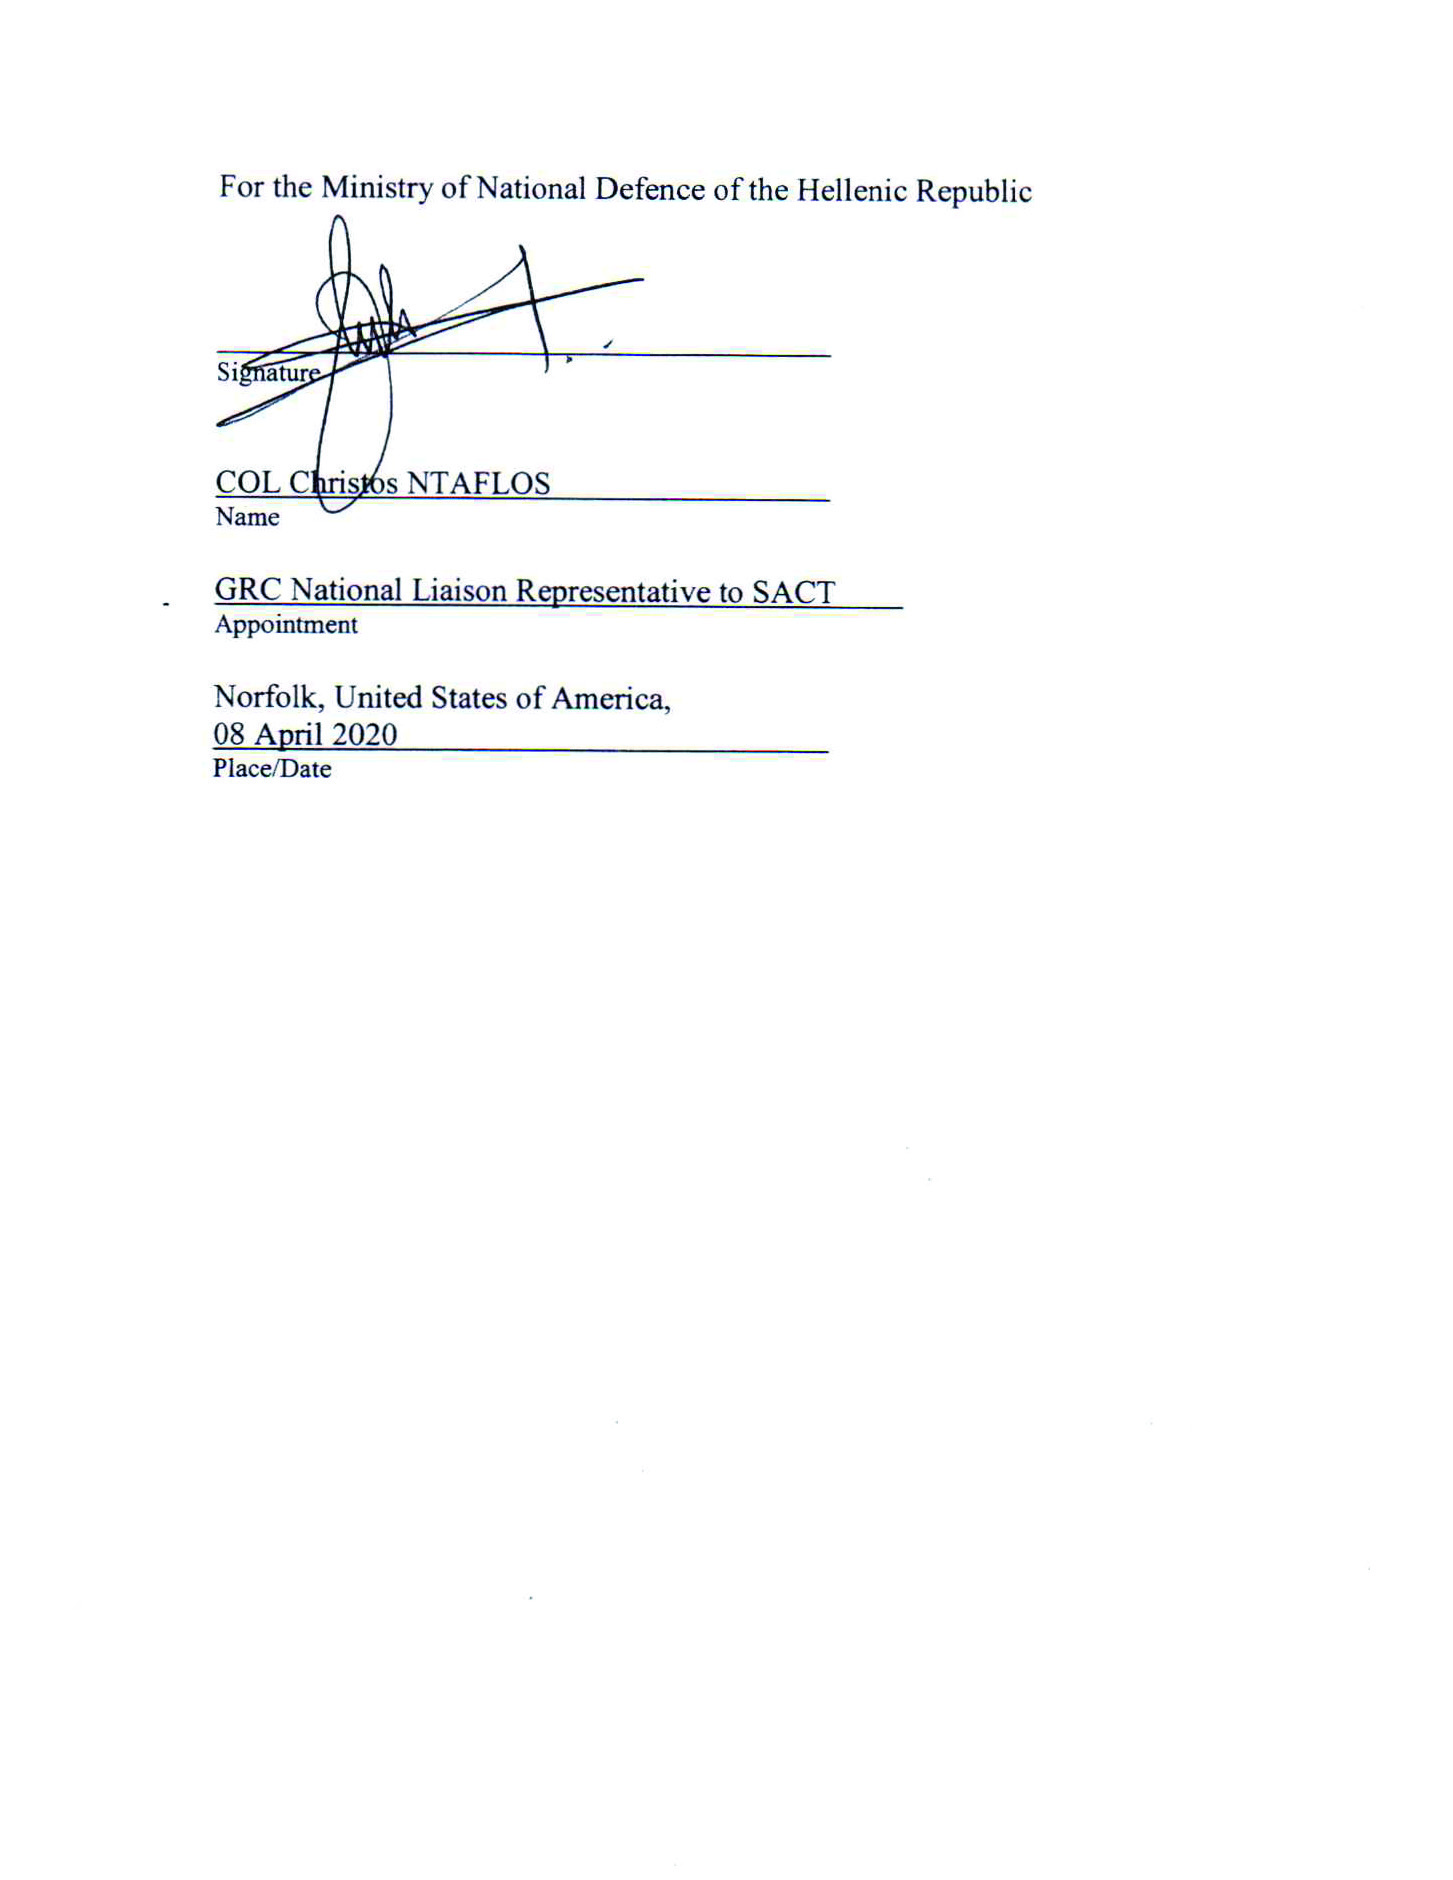 For the Ministry of National Defence of the Hellenic Republic
Signature
COL Christos NTAFLOS
Name
GRC National Liaison Representative to SACT
Appointment
Norfolk, United States of America,
08 April 2020
Place/Date